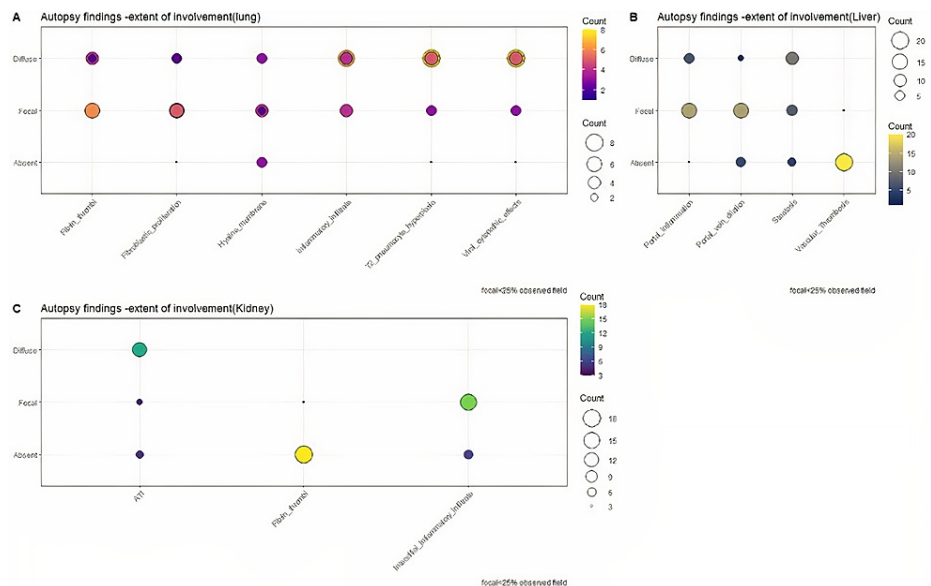 A
Autopsy findings -extent of involvement(lung)
Diffuse
Focal
Absent
Fibrin_thrombi
Fibroblastic_proliferation
Hyaline_membrane
Inflammatory_infiltrate
T2_pneumocyte_hyperplasia
Viral_cytopathic_effects
focal<25% observed field
Count
8
6
4
2
Count
8
6
4
2
B
Autopsy findings -extent of involvement(Liver)
Diffuse
Focal
Absent
Portal_inflammation
Portal_vein_dilation
Steatosis
Vascular_Thrombosis
focal<25% observed field
Count
20
15
10
5
Count
20
15
10
5
C
Autopsy findings -extent of involvement(Kidney)
Diffuse
Focal
Absent
ATI
Fibrin_thrombi
Interstitial_Inflammatory_infiltrate
focal<25% observed field
Count
18
15
12
9
6
3
Count
18
15
12
9
6
3